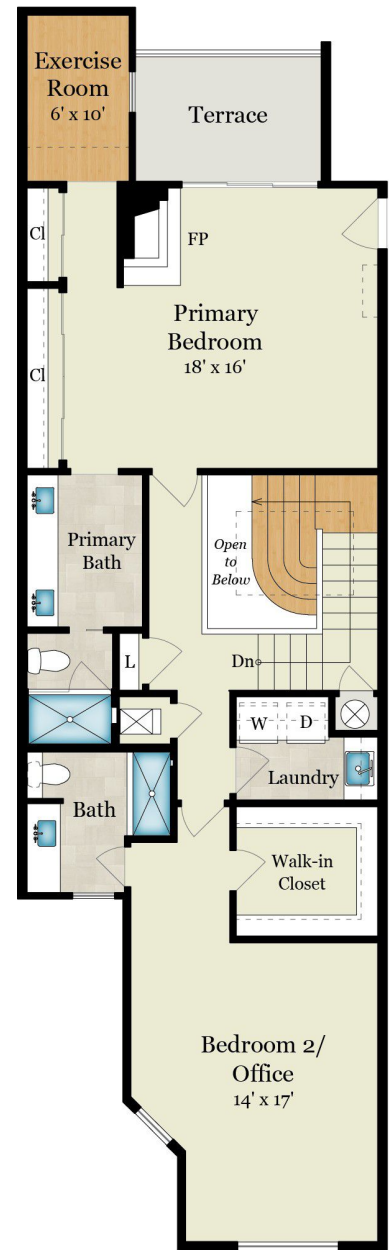 Exercise
Room
6' x 10'
Terrace
Cl
FP
Primary
Bedroom
18' x 16'
Cl
Primary
Bath
Open
to
Below
L
Dn
W
D
Laundry
Bath
Walk-in
Closet
Bedroom 2/
Office
14' x 17'